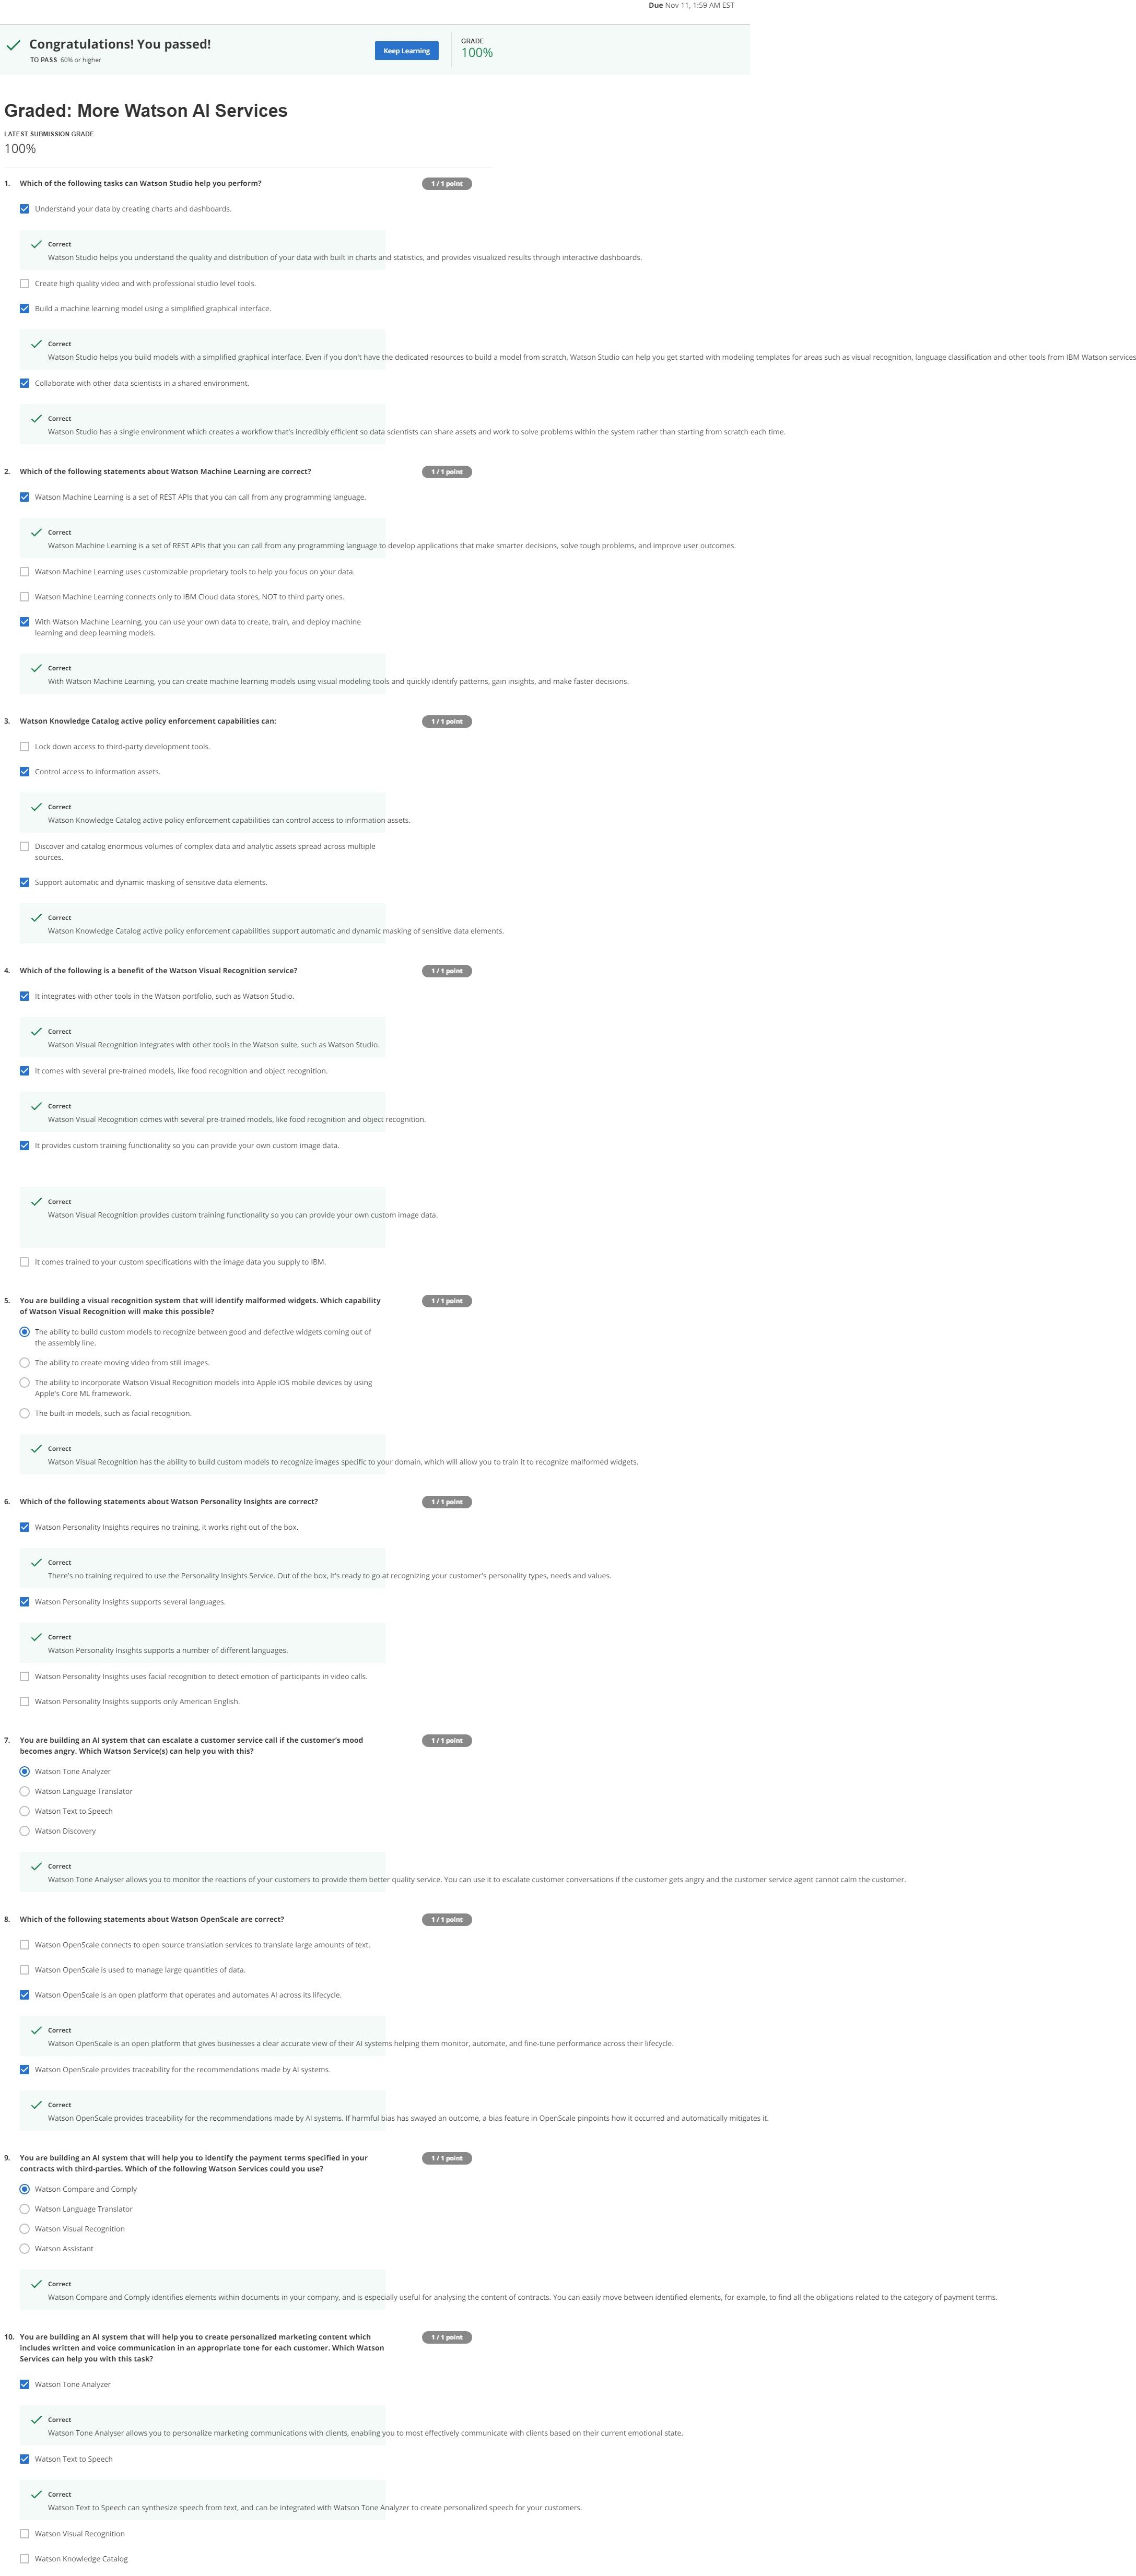 Due Nov 11, 1:59 AM EST
Congratulations! You passed!
TO PASS 60% or higher
Keep Learning
GRADE
100%
Graded: More Watson AI Services
LATEST SUBMISSION GRADE
100%
1. Which of the following tasks can Watson Studio help you perform?
1 / 1 point
Understand your data by creating charts and dashboards.
Correct
Watson Studio helps you understand the quality and distribution of your data with built in charts and statistics, and provides visualized results through interactive dashboards.
Create high quality video and with professional studio level tools.
Build a machine learning model using a simplified graphical interface.
Correct
Watson Studio helps you build models with a simplified graphical interface. Even if you don't have the dedicated resources to build a model from scratch, Watson Studio can help you get started with modeling templates for areas such as visual recognition, language classification and other tools from IBM Watson services
Collaborate with other data scientists in a shared environment.
Correct
Watson Studio has a single environment which creates a workflow that's incredibly efficient so data scientists can share assets and work to solve problems within the system rather than starting from scratch each time.
2. Which of the following statements about Watson Machine Learning are correct?
1 / 1 point
Watson Machine Learning is a set of REST APIs that you can call from any programming language.
Correct
Watson Machine Learning is a set of REST APIs that you can call from any programming language to develop applications that make smarter decisions, solve tough problems, and improve user outcomes.
Watson Machine Learning uses customizable proprietary tools to help you focus on your data.
Watson Machine Learning connects only to IBM Cloud data stores, NOT to third party ones.
With Watson Machine Learning, you can use your own data to create, train, and deploy machine
learning and deep learning models.
Correct
With Watson Machine Learning, you can create machine learning models using visual modeling tools and quickly identify patterns, gain insights, and make faster decisions.
3. Watson Knowledge Catalog active policy enforcement capabilities can:
1 / 1 point
Lock down access to third-party development tools.
Control access to information assets.
Correct
Watson Knowledge Catalog active policy enforcement capabilities can control access to information assets.
Discover and catalog enormous volumes of complex data and analytic assets spread across multiple
sources.
Support automatic and dynamic masking of sensitive data elements.
Correct
Watson Knowledge Catalog active policy enforcement capabilities support automatic and dynamic masking of sensitive data elements.
4. Which of the following is a benefit of the Watson Visual Recognition service?
1 / 1 point
It integrates with other tools in the Watson portfolio, such as Watson Studio.
Correct
Watson Visual Recognition integrates with other tools in the Watson suite, such as Watson Studio.
It comes with several pre-trained models, like food recognition and object recognition.
Correct
Watson Visual Recognition comes with several pre-trained models, like food recognition and object recognition.
It provides custom training functionality so you can provide your own custom image data.
Correct
Watson Visual Recognition provides custom training functionality so you can provide your own custom image data.
It comes trained to your custom specifications with the image data you supply to IBM.
5. You are building a visual recognition system that will identify malformed widgets. Which capability
of Watson Visual Recognition will make this possible?
1 / 1 point
The ability to build custom models to recognize between good and defective widgets coming out of
the assembly line.
The ability to create moving video from still images.
The ability to incorporate Watson Visual Recognition models into Apple iOS mobile devices by using
Apple's Core ML framework.
The built-in models, such as facial recognition.
Correct
Watson Visual Recognition has the ability to build custom models to recognize images specific to your domain, which will allow you to train it to recognize malformed widgets.
6. Which of the following statements about Watson Personality Insights are correct?
1 / 1 point
Watson Personality Insights requires no training, it works right out of the box.
Correct
There's no training required to use the Personality Insights Service. Out of the box, it's ready to go at recognizing your customer's personality types, needs and values.
Watson Personality Insights supports several languages.
Correct
Watson Personality Insights supports a number of different languages.
Watson Personality Insights uses facial recognition to detect emotion of participants in video calls.
Watson Personality Insights supports only American English.
7. You are building an AI system that can escalate a customer service call if the customer's mood
becomes angry. Which Watson Service(s) can help you with this?
1 / 1 point
Watson Tone Analyzer
Watson Language Translator
Watson Text to Speech
Watson Discovery
Correct
Watson Tone Analyser allows you to monitor the reactions of your customers to provide them better quality service. You can use it to escalate customer conversations if the customer gets angry and the customer service agent cannot calm the customer.
8. Which of the following statements about Watson OpenScale are correct?
1 / 1 point
Watson OpenScale connects to open source translation services to translate large amounts of text.
Watson OpenScale is used to manage large quantities of data.
Watson OpenScale is an open platform that operates and automates AI across its lifecycle.
Correct
Watson OpenScale is an open platform that gives businesses a clear accurate view of their AI systems helping them monitor, automate, and fine-tune performance across their lifecycle.
Watson OpenScale provides traceability for the recommendations made by AI systems.
Correct
Watson OpenScale provides traceability for the recommendations made by AI systems. If harmful bias has swayed an outcome, a bias feature in OpenScale pinpoints how it occurred and automatically mitigates it.
9. You are building an AI system that will help you to identify the payment terms specified in your
contracts with third-parties. Which of the following Watson Services could you use?
1 / 1 point
Watson Compare and Comply
Watson Language Translator
Watson Visual Recognition
Watson Assistant
Correct
Watson Compare and Comply identifies elements within documents in your company, and is especially useful for analysing the content of contracts. You can easily move between identified elements, for example, to find all the obligations related to the category of payment terms.
10. You are building an AI system that will help you to create personalized marketing content which
includes written and voice communication in an appropriate tone for each customer. Which Watson
Services can help you with this task?
1 / 1 point
Watson Tone Analyzer
Correct
Watson Tone Analyser allows you to personalize marketing communications with clients, enabling you to most effectively communicate with clients based on their current emotional state.
Watson Text to Speech
Correct
Watson Text to Speech can synthesize speech from text, and can be integrated with Watson Tone Analyzer to create personalized speech for your customers.
Watson Visual Recognition
Watson Knowledge Catalog